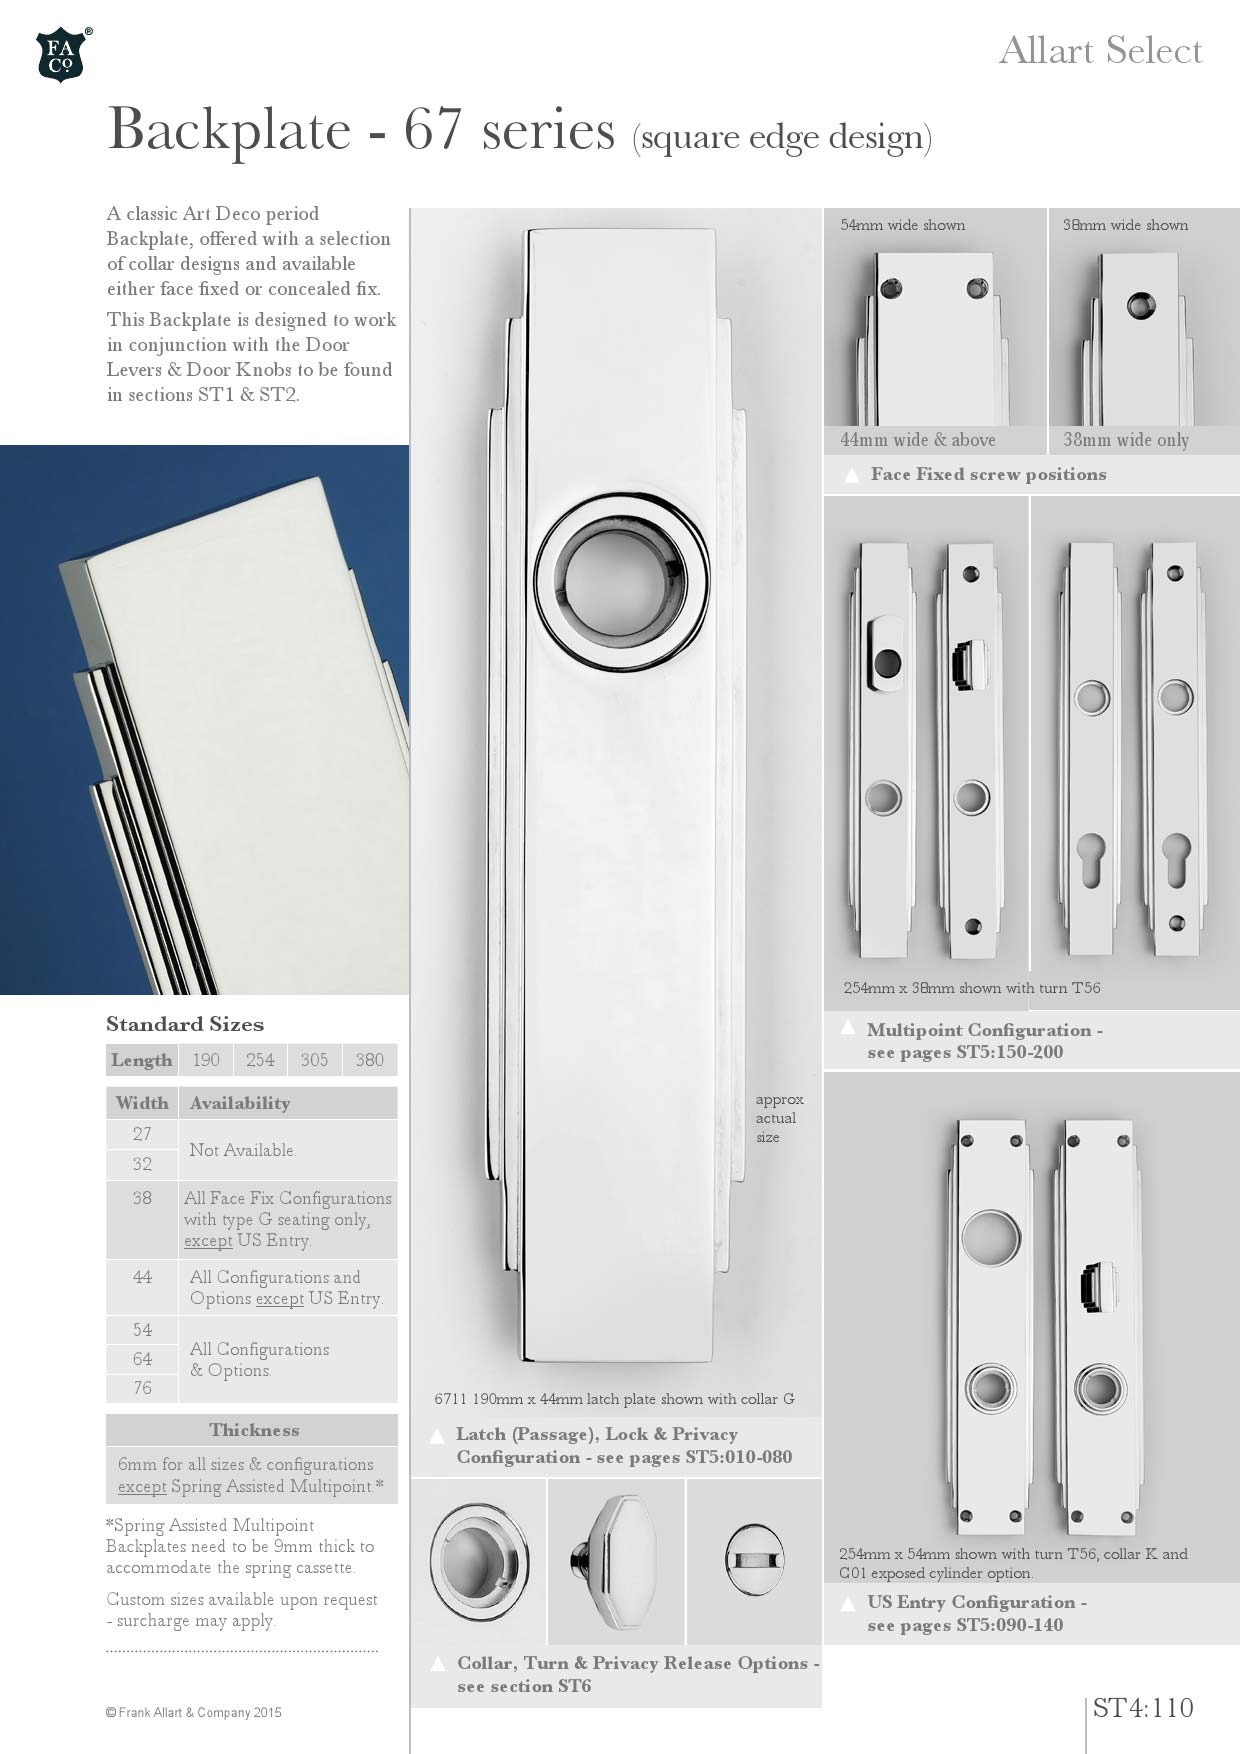 FA
Co.
®
Allart Select
Backplate - 67 series (square edge design)
A classic Art Deco period
Backplate, offered with a selection
of collar designs and available
either face fixed or concealed fix.
This Backplate is designed to work
in conjunction with the Door
Levers & Door Knobs to be found
in sections ST1 & ST2.
Standard Sizes
Length 190 254 305 380
Width Availability
27
32
Not Available.
38 All Face Fix Configurations
with type G seating only,
except US Entry.
44 All Configurations and
Options except US Entry.
54
64
76
All Configurations
& Options.
Thickness
6mm for all sizes & configurations
except Spring Assisted Multipoint.*
*Spring Assisted Multipoint
Backplates need to be 9mm thick to
accommodate the spring cassette.
Custom sizes available upon request
- surcharge may apply.
© Frank Allart & Company 2015
approx
actual
size
6711 190mm x 44mm latch plate shown with collar G
Latch (Passage), Lock & Privacy
Configuration - see pages ST5:010-080
Collar, Turn & Privacy Release Options -
see section ST6
54mm wide shown
38mm wide shown
44mm wide & above
38mm wide only
Face Fixed screw positions
254mm x 38mm shown with turn T56
Multipoint Configuration -
see pages ST5:150-200
254mm x 54mm shown with turn T56, collar K and
C01 exposed cylinder option.
US Entry Configuration -
see pages ST5:090-140
ST4:110